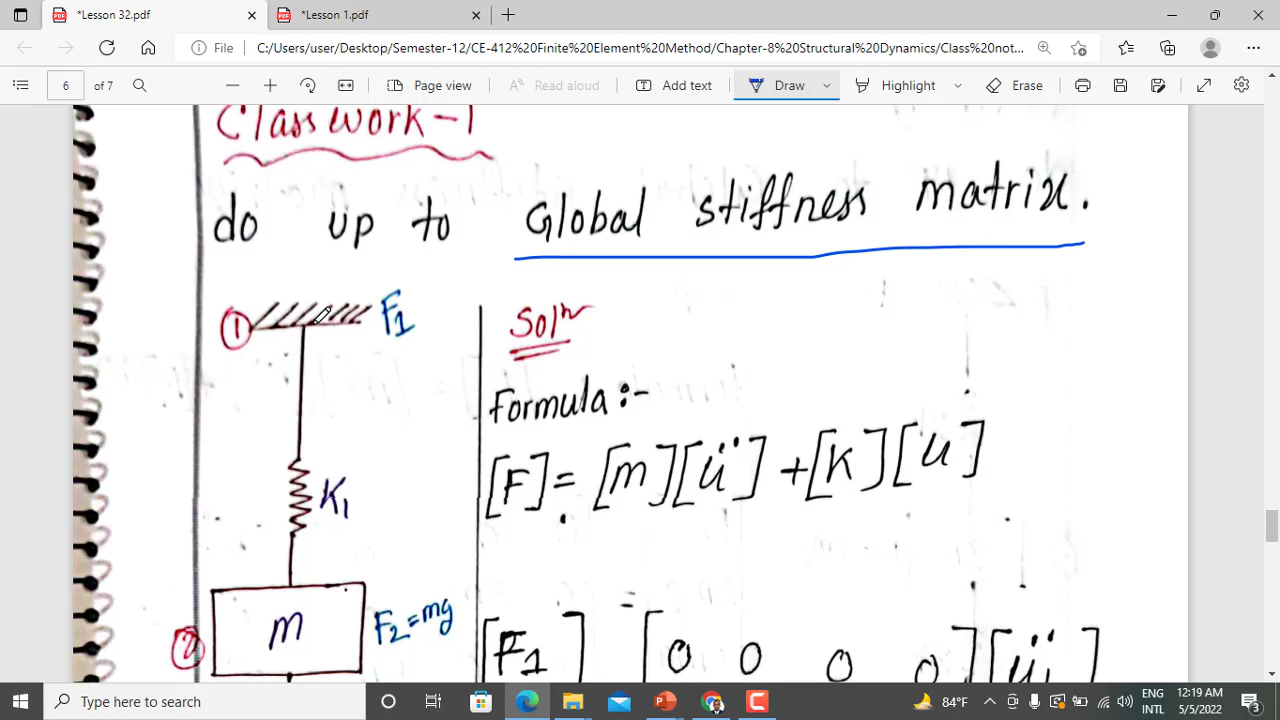 *Lesson 32.pdf
*Lesson 1.pdf
File
C:/Users/user/Desktop/Semester-12/CE-412%20Finite%20Element%20Method/Chapter-8%20Structural%20Dynamics/Class%20not...
6 of 7
Page view
Read aloud
Add text
Draw
Highlight
Erase
Classwork-1
do up to Global stiffness matrix.
1 F1
Soln
Formula :-
[F] = [m][ü] + [K][u]
K1
m
F2=mg
2
=
[F1] [0 0 0 0][ü1]
Type here to search
84°F
ENG
INTL
12:19 AM
5/5/2022
3